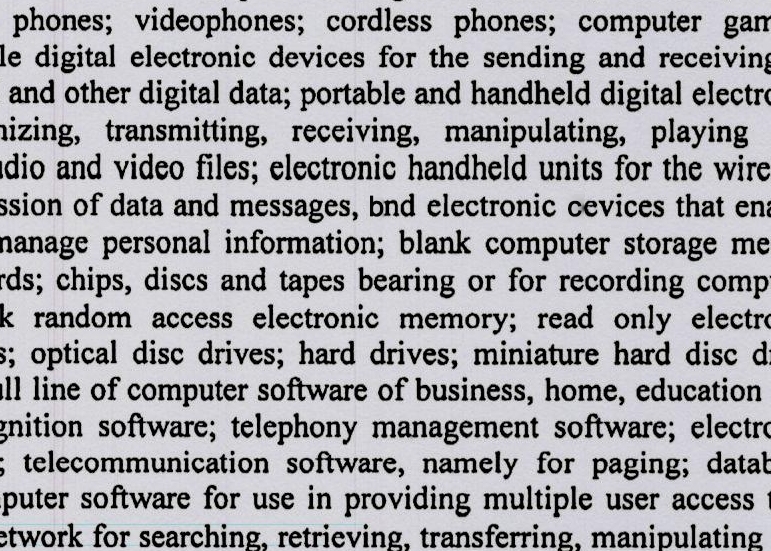 phones; videophones; cordless phones; computer gam
le digital electronic devices for the sending and receiving
and other digital data; portable and handheld digital electro
nizing, transmitting, receiving, manipulating, playing
udio and video files; electronic handheld units for the wire
ssion of data and messages, bnd electronic cevices that ena
manage personal information; blank computer storage me
rds; chips, discs and tapes bearing or for recording comp
k random access electronic memory; read only electro
s; optical disc drives; hard drives; miniature hard disc dr
ull line of computer software of business, home, education
gnition software; telephony management software; electro
; telecommunication software, namely for paging; datab
puter software for use in providing multiple user access t
etwork for searching, retrieving, transferring, manipulating